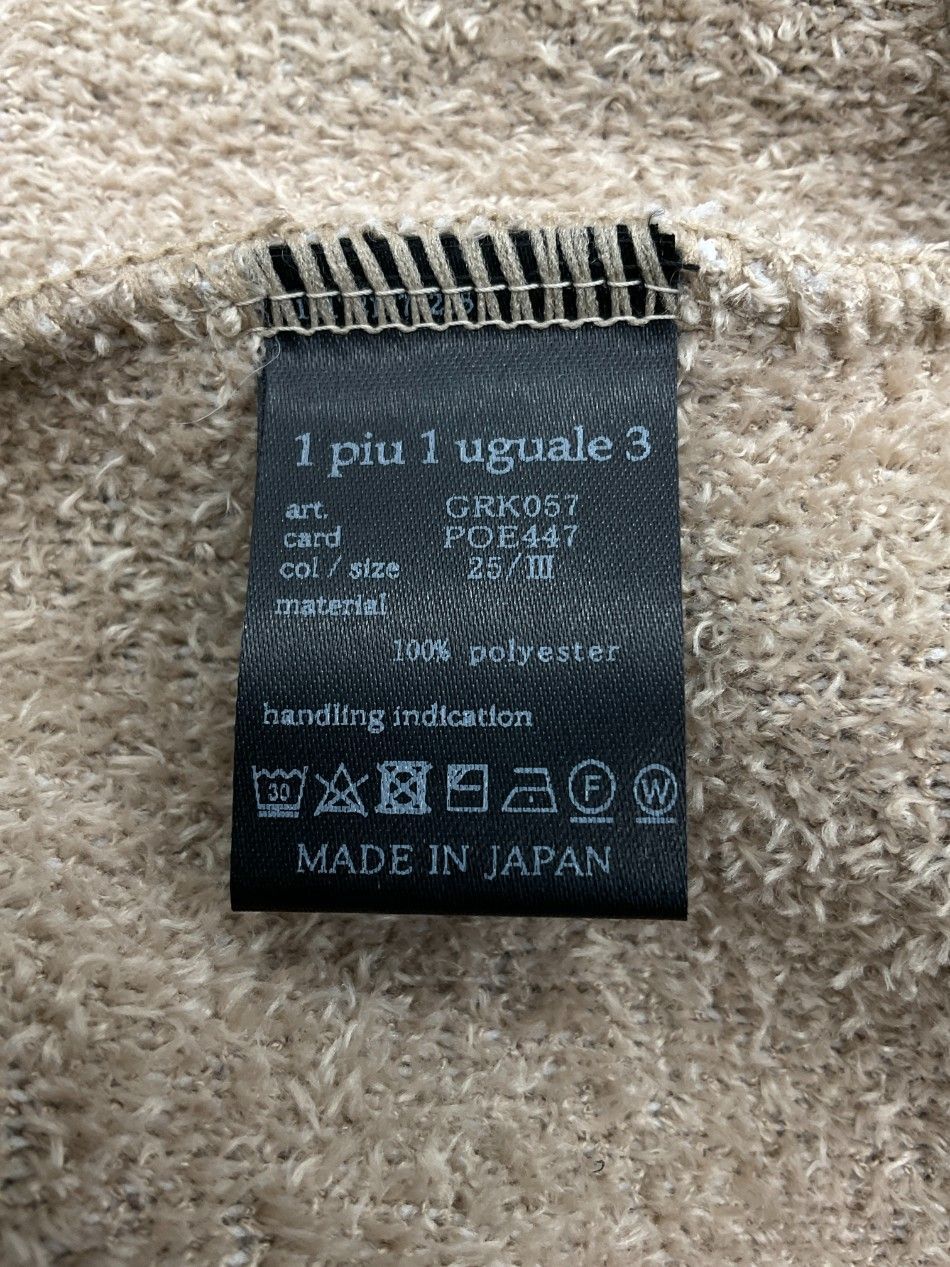 1 piu 1 uguale 3
art. GRK057
card POE447
col / size 25/III
material
100% polyester
handling indication
30 F W
MADE IN JAPAN